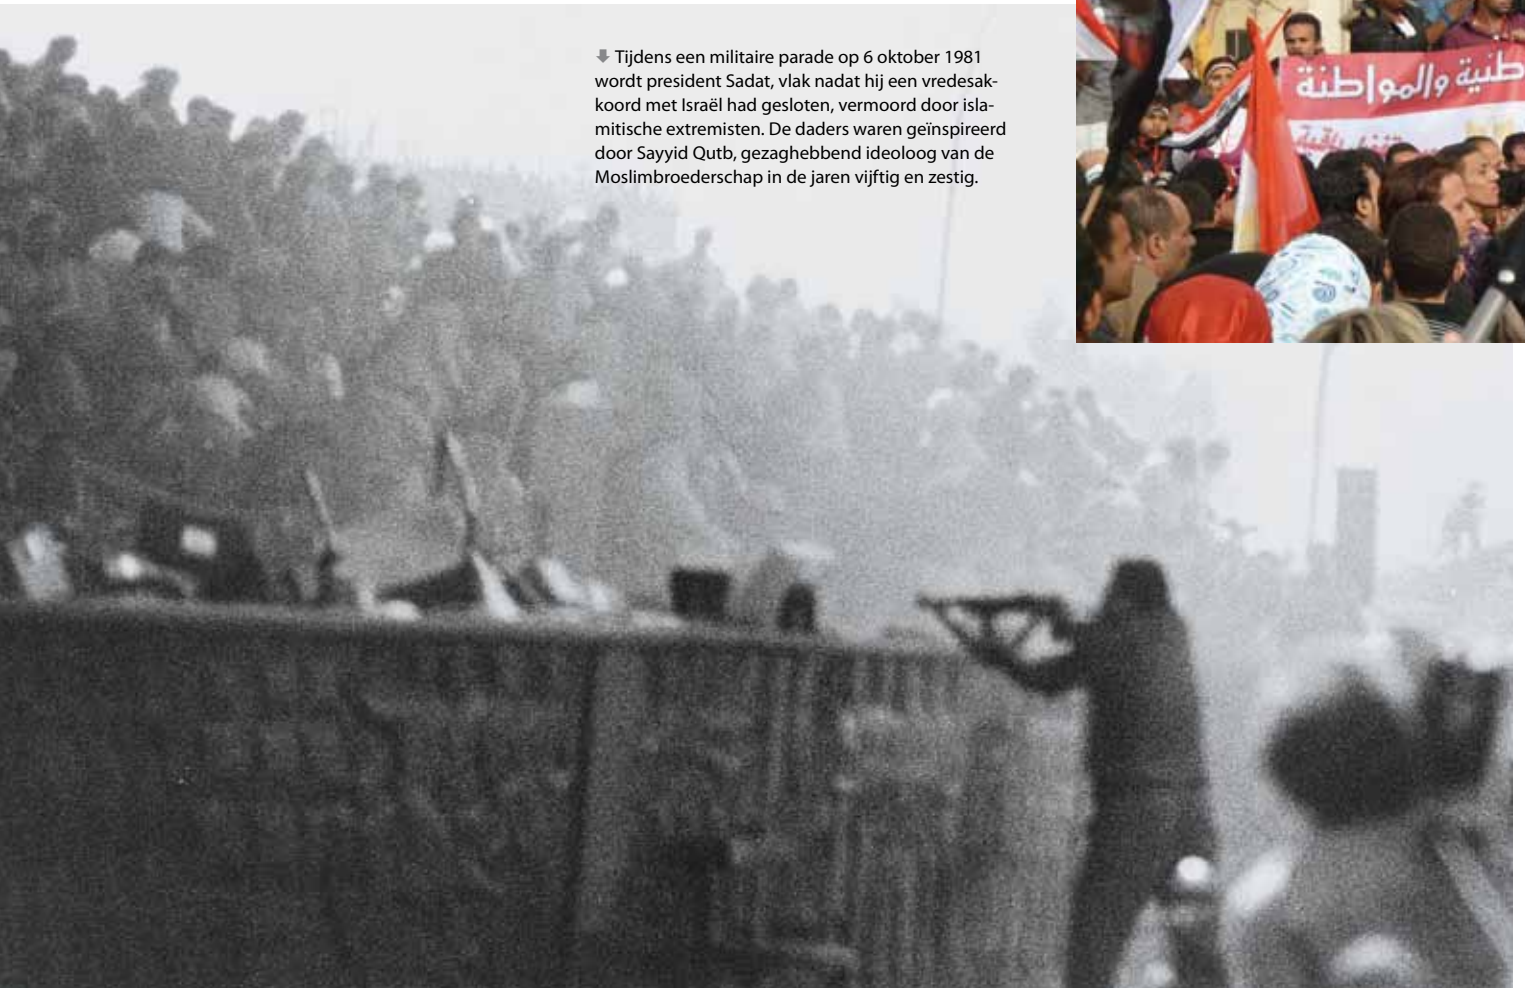 Tijdens een militaire parade op 6 oktober 1981
wordt president Sadat, vlak nadat hij een vredesak-
koord met Israël had gesloten, vermoord door isla-
mitische extremisten. De daders waren geïnspireerd
door Sayyid Qutb, gezaghebbend ideoloog van de
Moslimbroederschap in de jaren vijftig en zestig.
والمواطنة